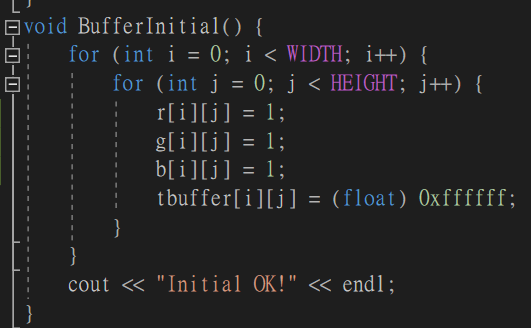 }
void BufferInitial() {
for (int i = 0; i < WIDTH; i++) {
for (int j = 0; j < HEIGHT; j++) {
r[i][j] = 1;
g[i][j] = 1;
b[i][j] = 1;
tbuffer[i][j] = (float) 0xffffff;
}
}
cout << "Initial OK!" << endl;
}